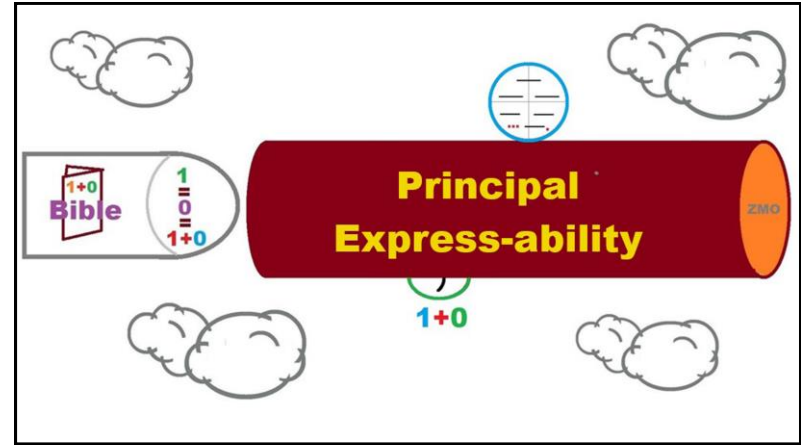 1+0
Bible
1
=
0
=
1+0
Principal
Express-ability
ZMO
1+0